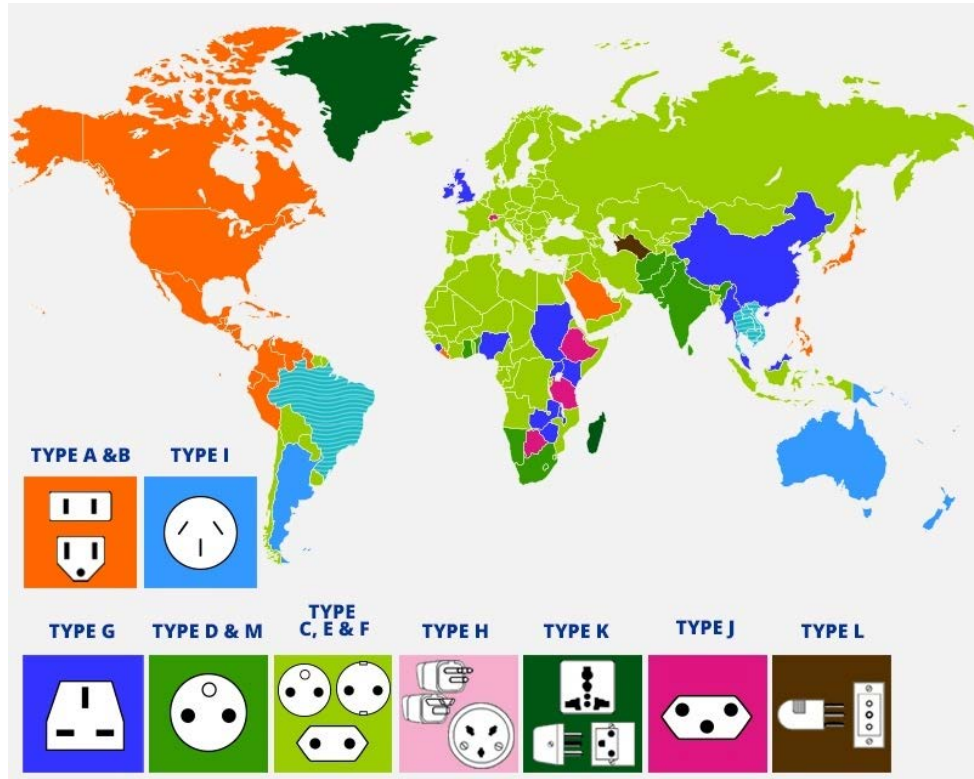 TYPE A &B
TYPE I
TYPE G
TYPE D & M
TYPE
C, E & F
TYPE H
TYPE K
TYPE J
TYPE L